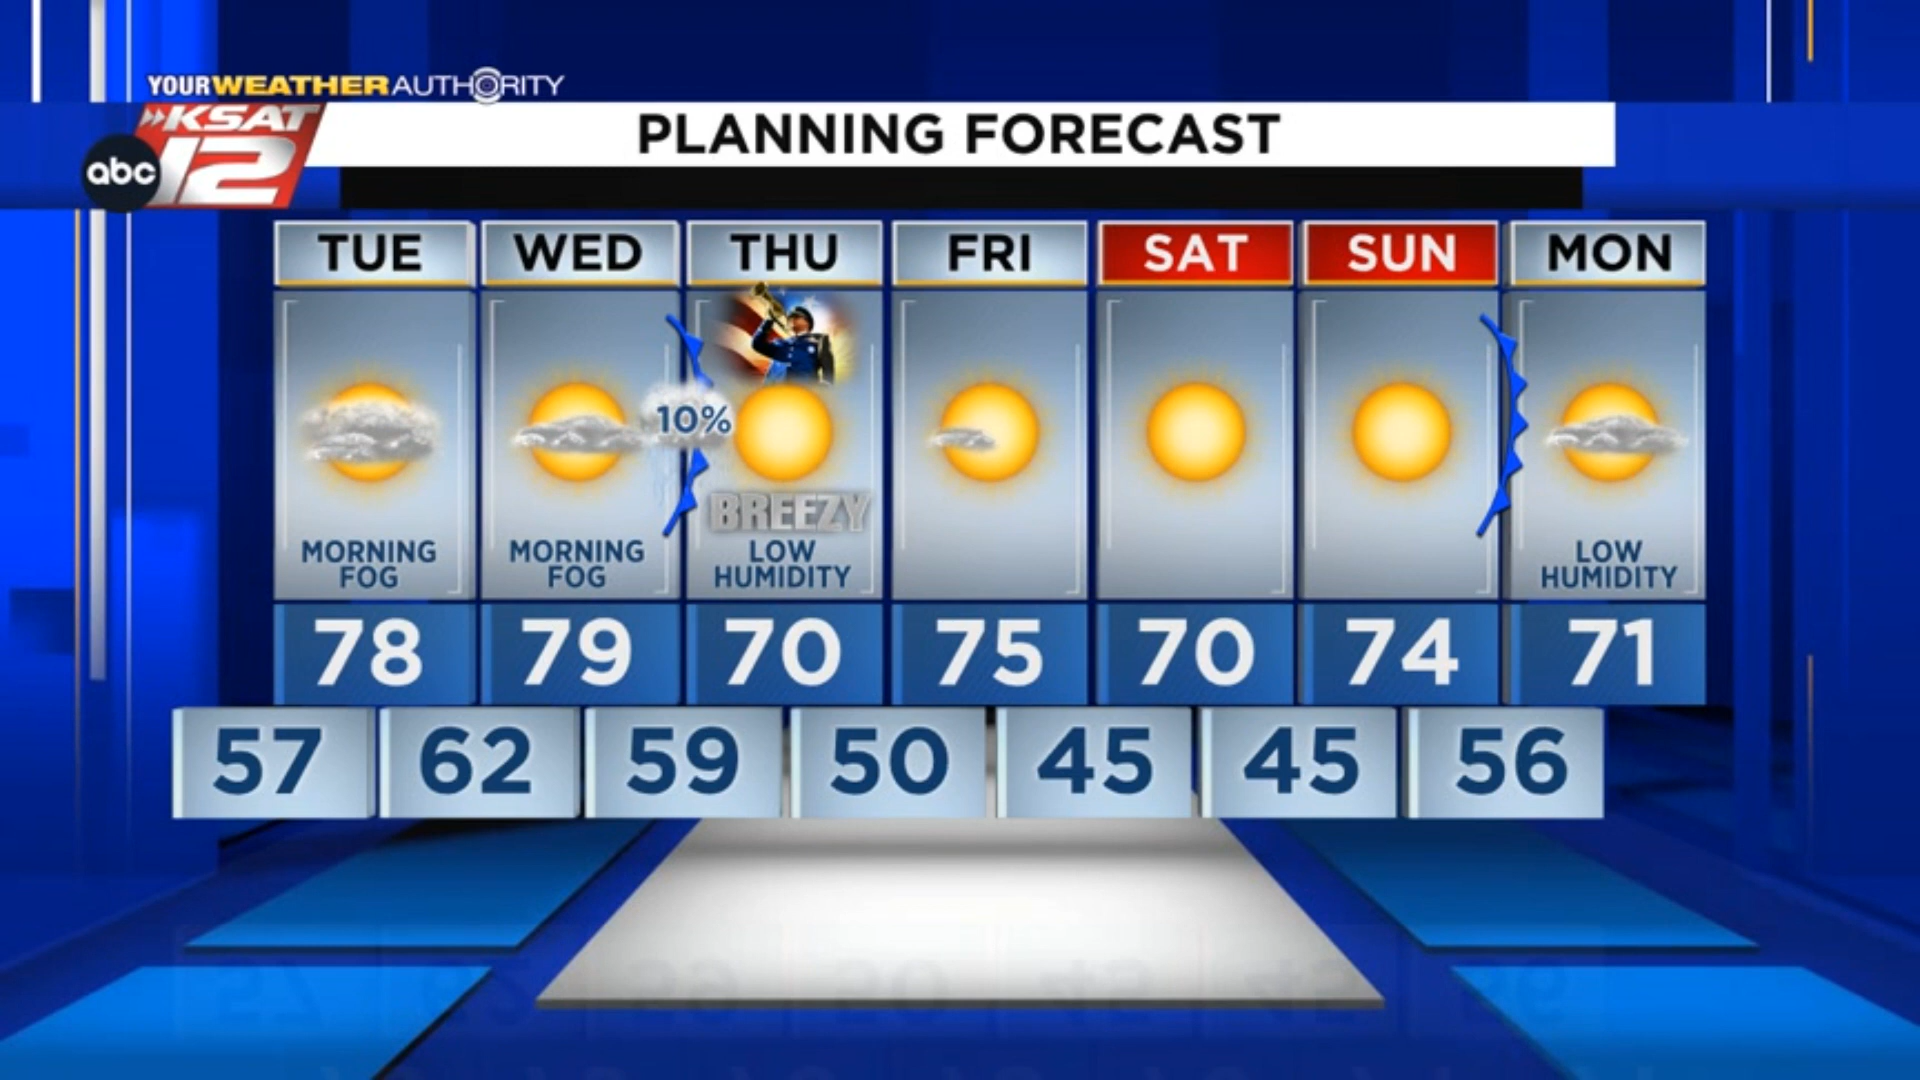 YOURWEATHERAUTHORITY
KSAT
abc
12
PLANNING FORECAST
TUE WED THU FRI SAT SUN MON
10%
BREEZY
MORNING FOG
MORNING FOG
LOW HUMIDITY
LOW HUMIDITY
78 79 70 75 70 74 71
57 62 59 50 45 45 56